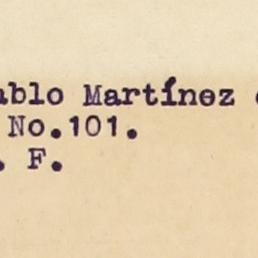 ablo Martínez
No.101.
. F.